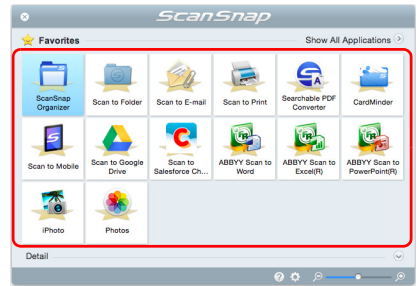 ScanSnap
Favorites
Show All Applications
ScanSnap Organizer
Scan to Folder
Scan to E-mail
Scan to Print
Searchable PDF Converter
CardMinder
Scan to Mobile
Scan to Google Drive
Scan to Salesforce Ch...
ABBYY Scan to Word
ABBYY Scan to Excel(R)
ABBYY Scan to PowerPoint(R)
iPhoto
Photos
Detail